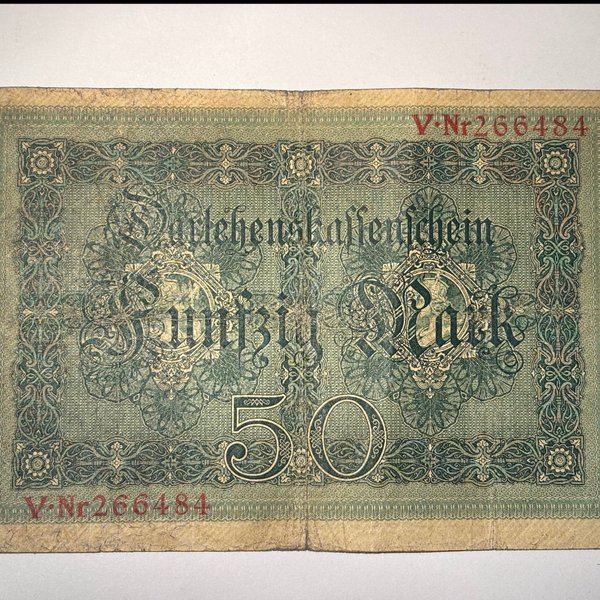 V·Nr266484
Darlehenskassenschein
Fünfzig Mark
50
V·Nr266484